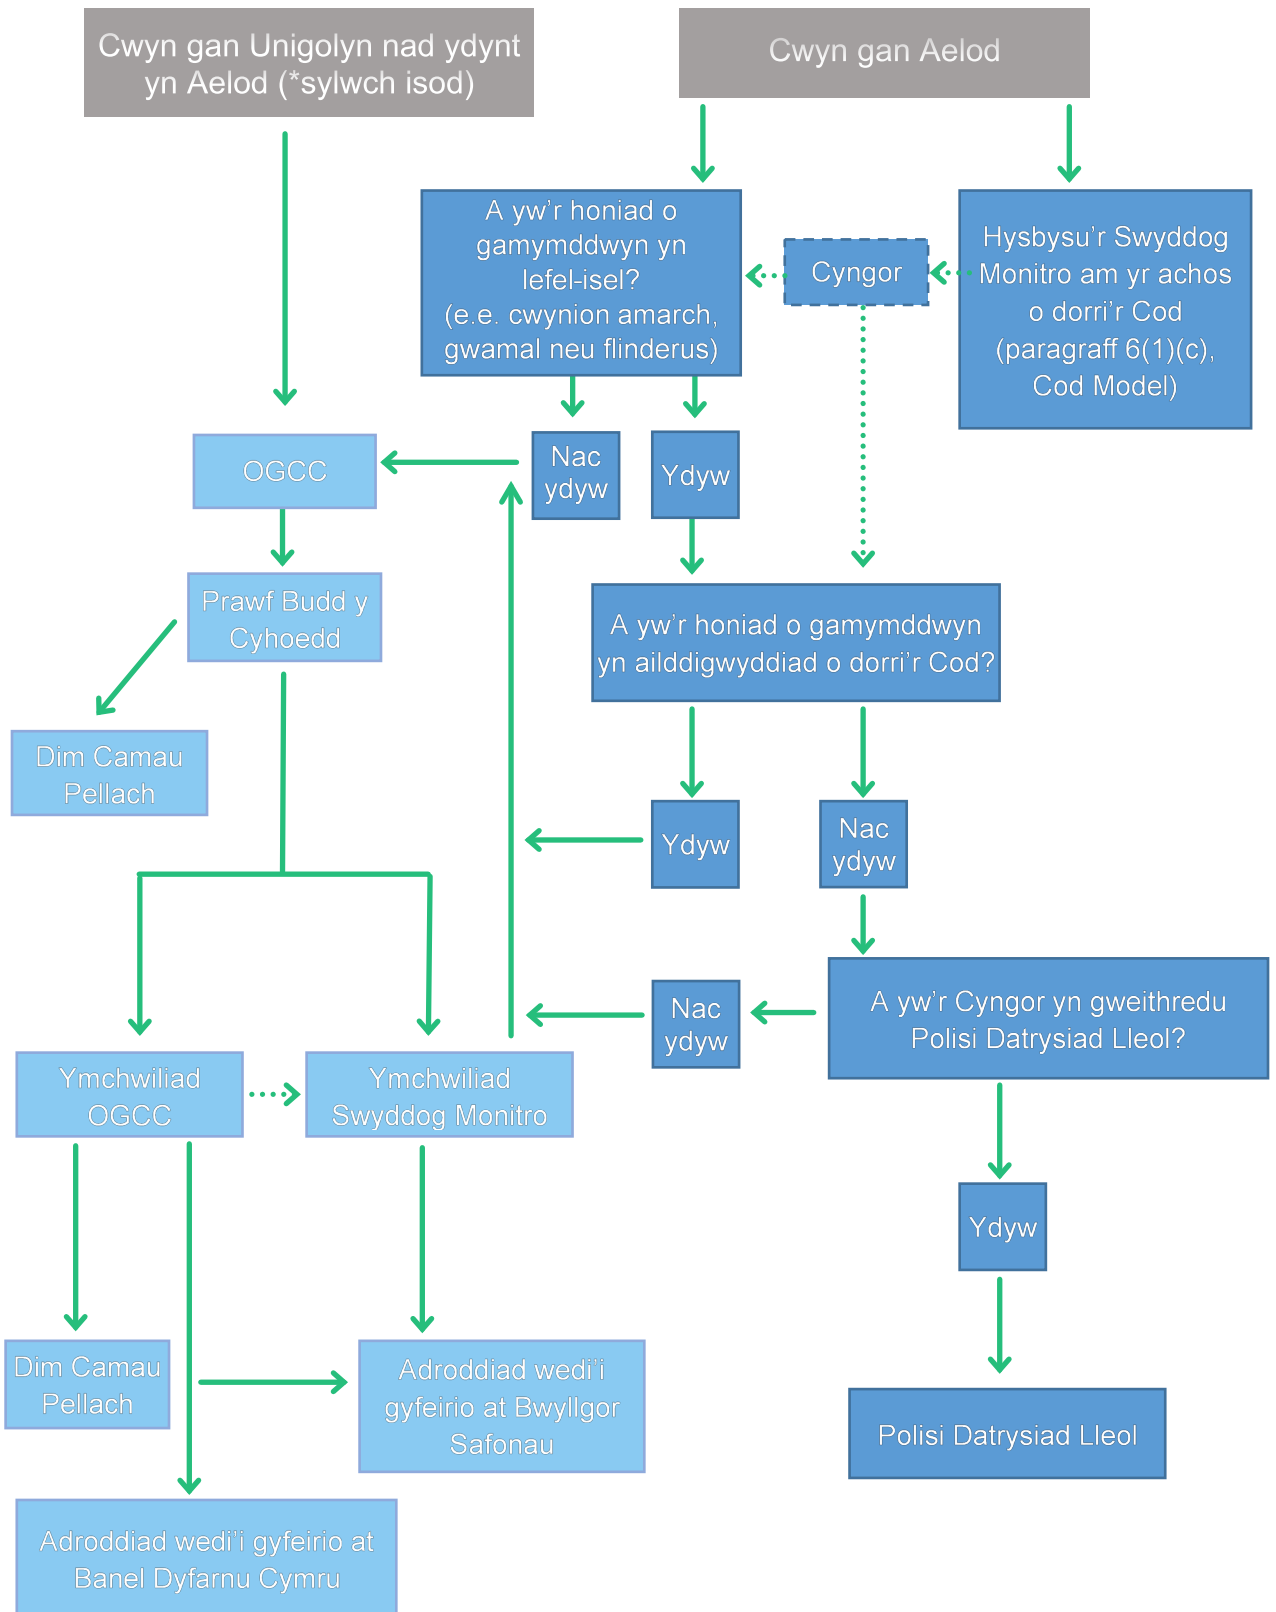 Cwyn gan Unigolyn nad ydynt
yn Aelod (*sylwch isod)
Cwyn gan Aelod
A yw’r honiad o
gamymddwyn yn
lefel-isel?
(e.e. cwynion amarch,
gwamal neu flinderus)
Cyngor
Hysbysu’r Swyddog
Monitro am yr achos
o dorri’r Cod
(paragraff 6(1)(c),
Cod Model)
OGCC
Nac
ydyw
Ydyw
Prawf Budd y
Cyhoedd
A yw’r honiad o gamymddwyn
yn ailddigwyddiad o dorri’r Cod?
Dim Camau
Pellach
Ydyw
Nac
ydyw
Nac
ydyw
A yw’r Cyngor yn gweithredu
Polisi Datrysiad Lleol?
Ymchwiliad
OGCC
Ymchwiliad
Swyddog Monitro
Ydyw
Dim Camau
Pellach
Adroddiad wedi’i
gyfeirio at Bwyllgor
Safonau
Polisi Datrysiad Lleol
Adroddiad wedi’i gyfeirio at
Banel Dyfarnu Cymru